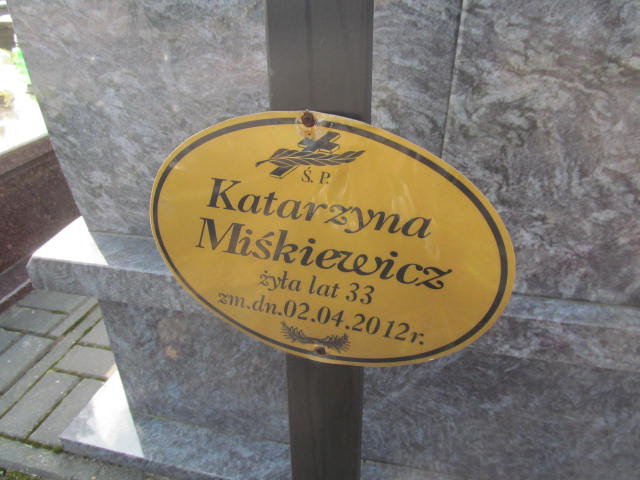 Ś. P.
Katarzyna
Miśkiewicz
żyła lat 33
zm.dn.02.04.2012r.